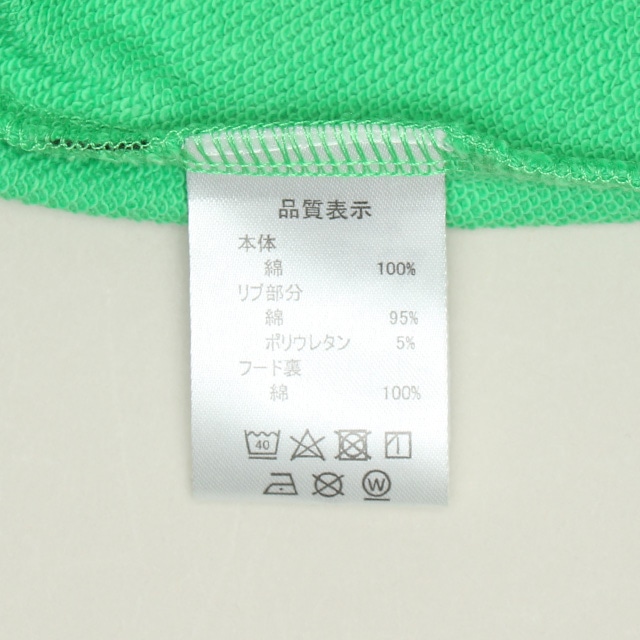 品質表示
本体
綿 100%
リブ部分
綿 95%
ポリウレタン 5%
フード裏
綿 100%
40
W